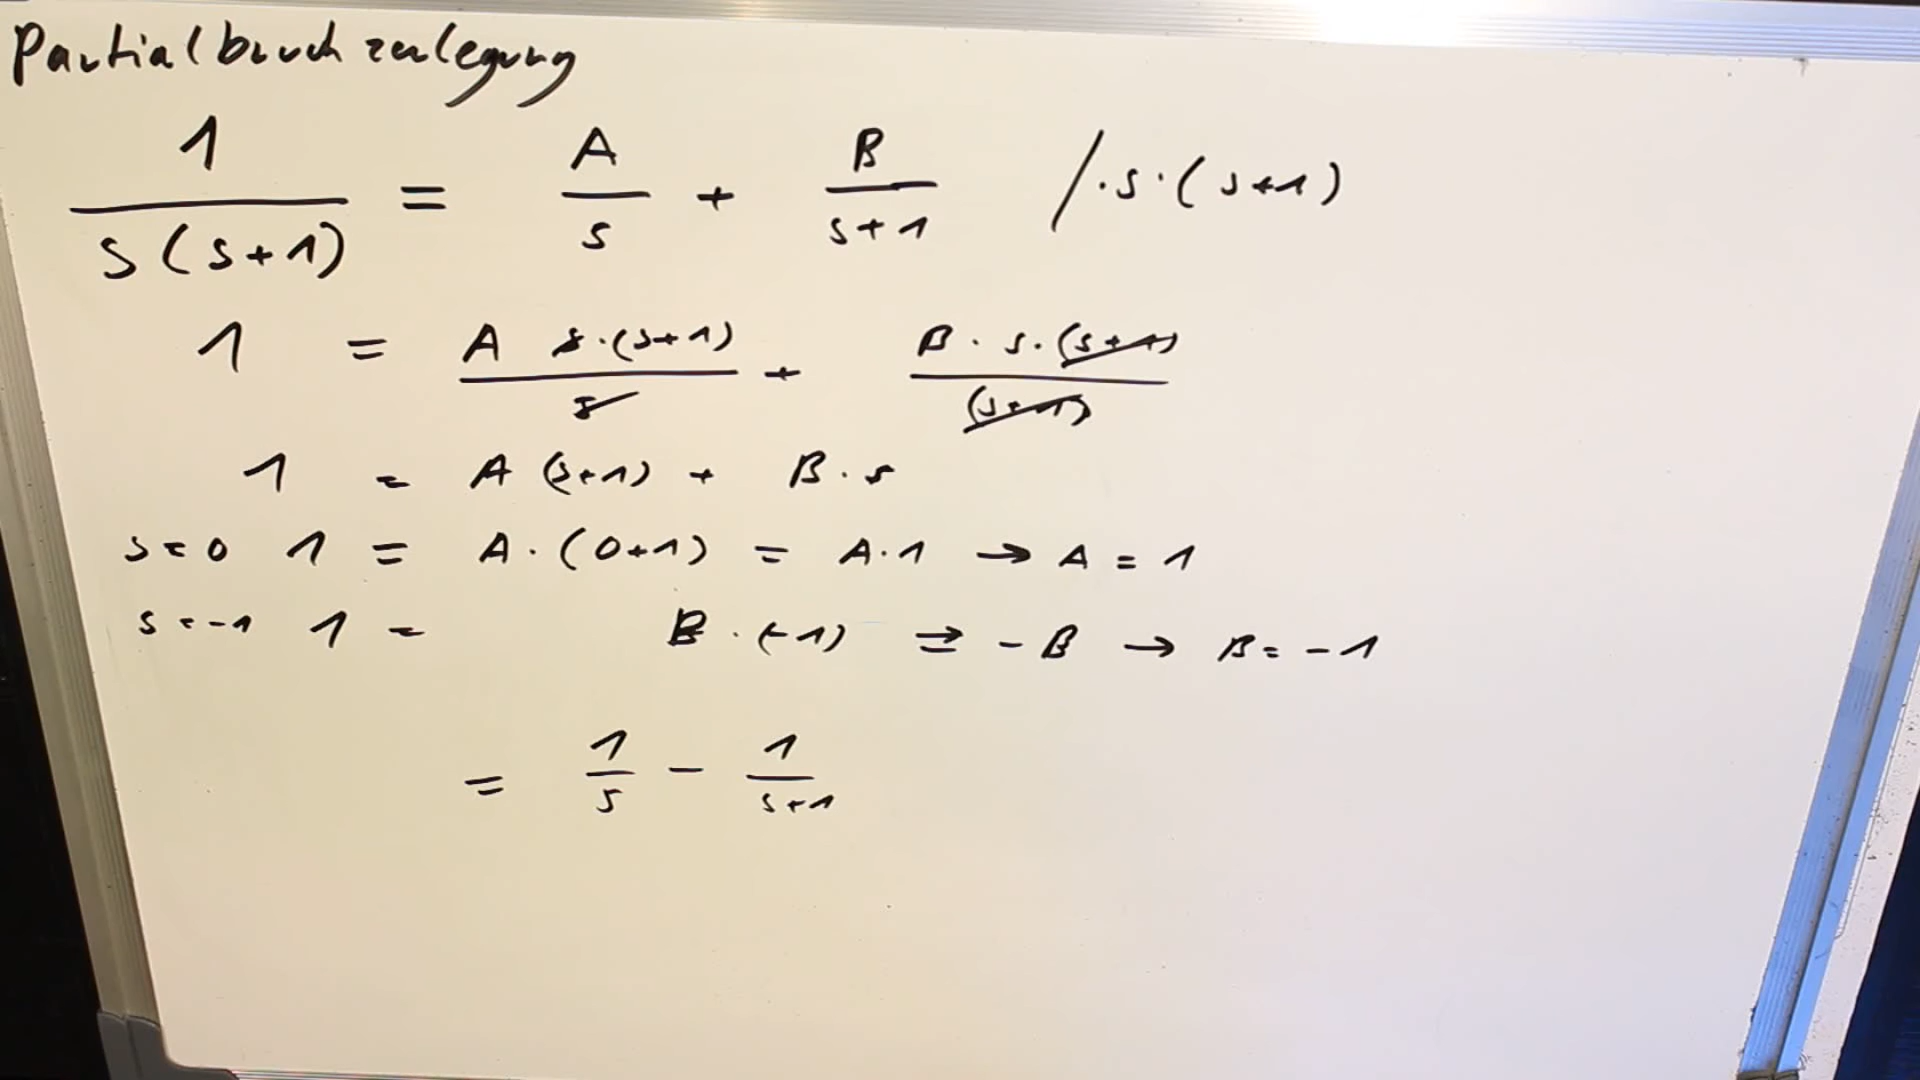 Partialbruchzerlegung
1/(s(s+1)) = A/s + B/(s+1) /·s·(s+1)
1 = (A s·(s+1))/s + (B·s·(s+1))/(s+1)
1 = A(s+1) + B·s
s=0 1 = A·(0+1) = A·1 → A = 1
s=-1 1 = B·(-1) ⇒ -B → B = -1
= 1/s - 1/(s+1)